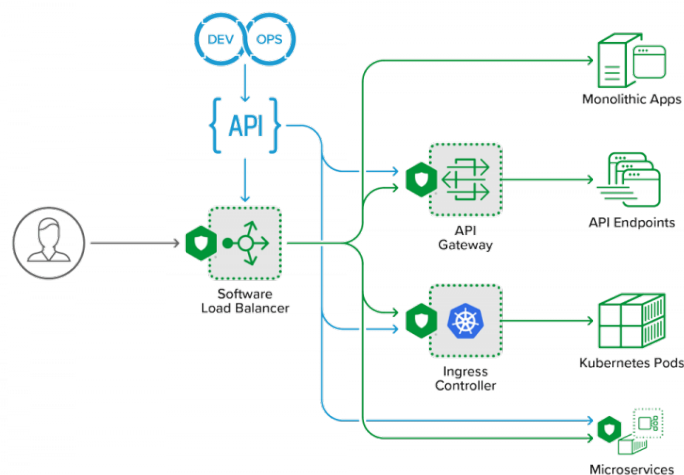 DEV OPS
{API}
Monolithic Apps
API
Gateway
API Endpoints
Software
Load Balancer
Ingress
Controller
Kubernetes Pods
Microservices